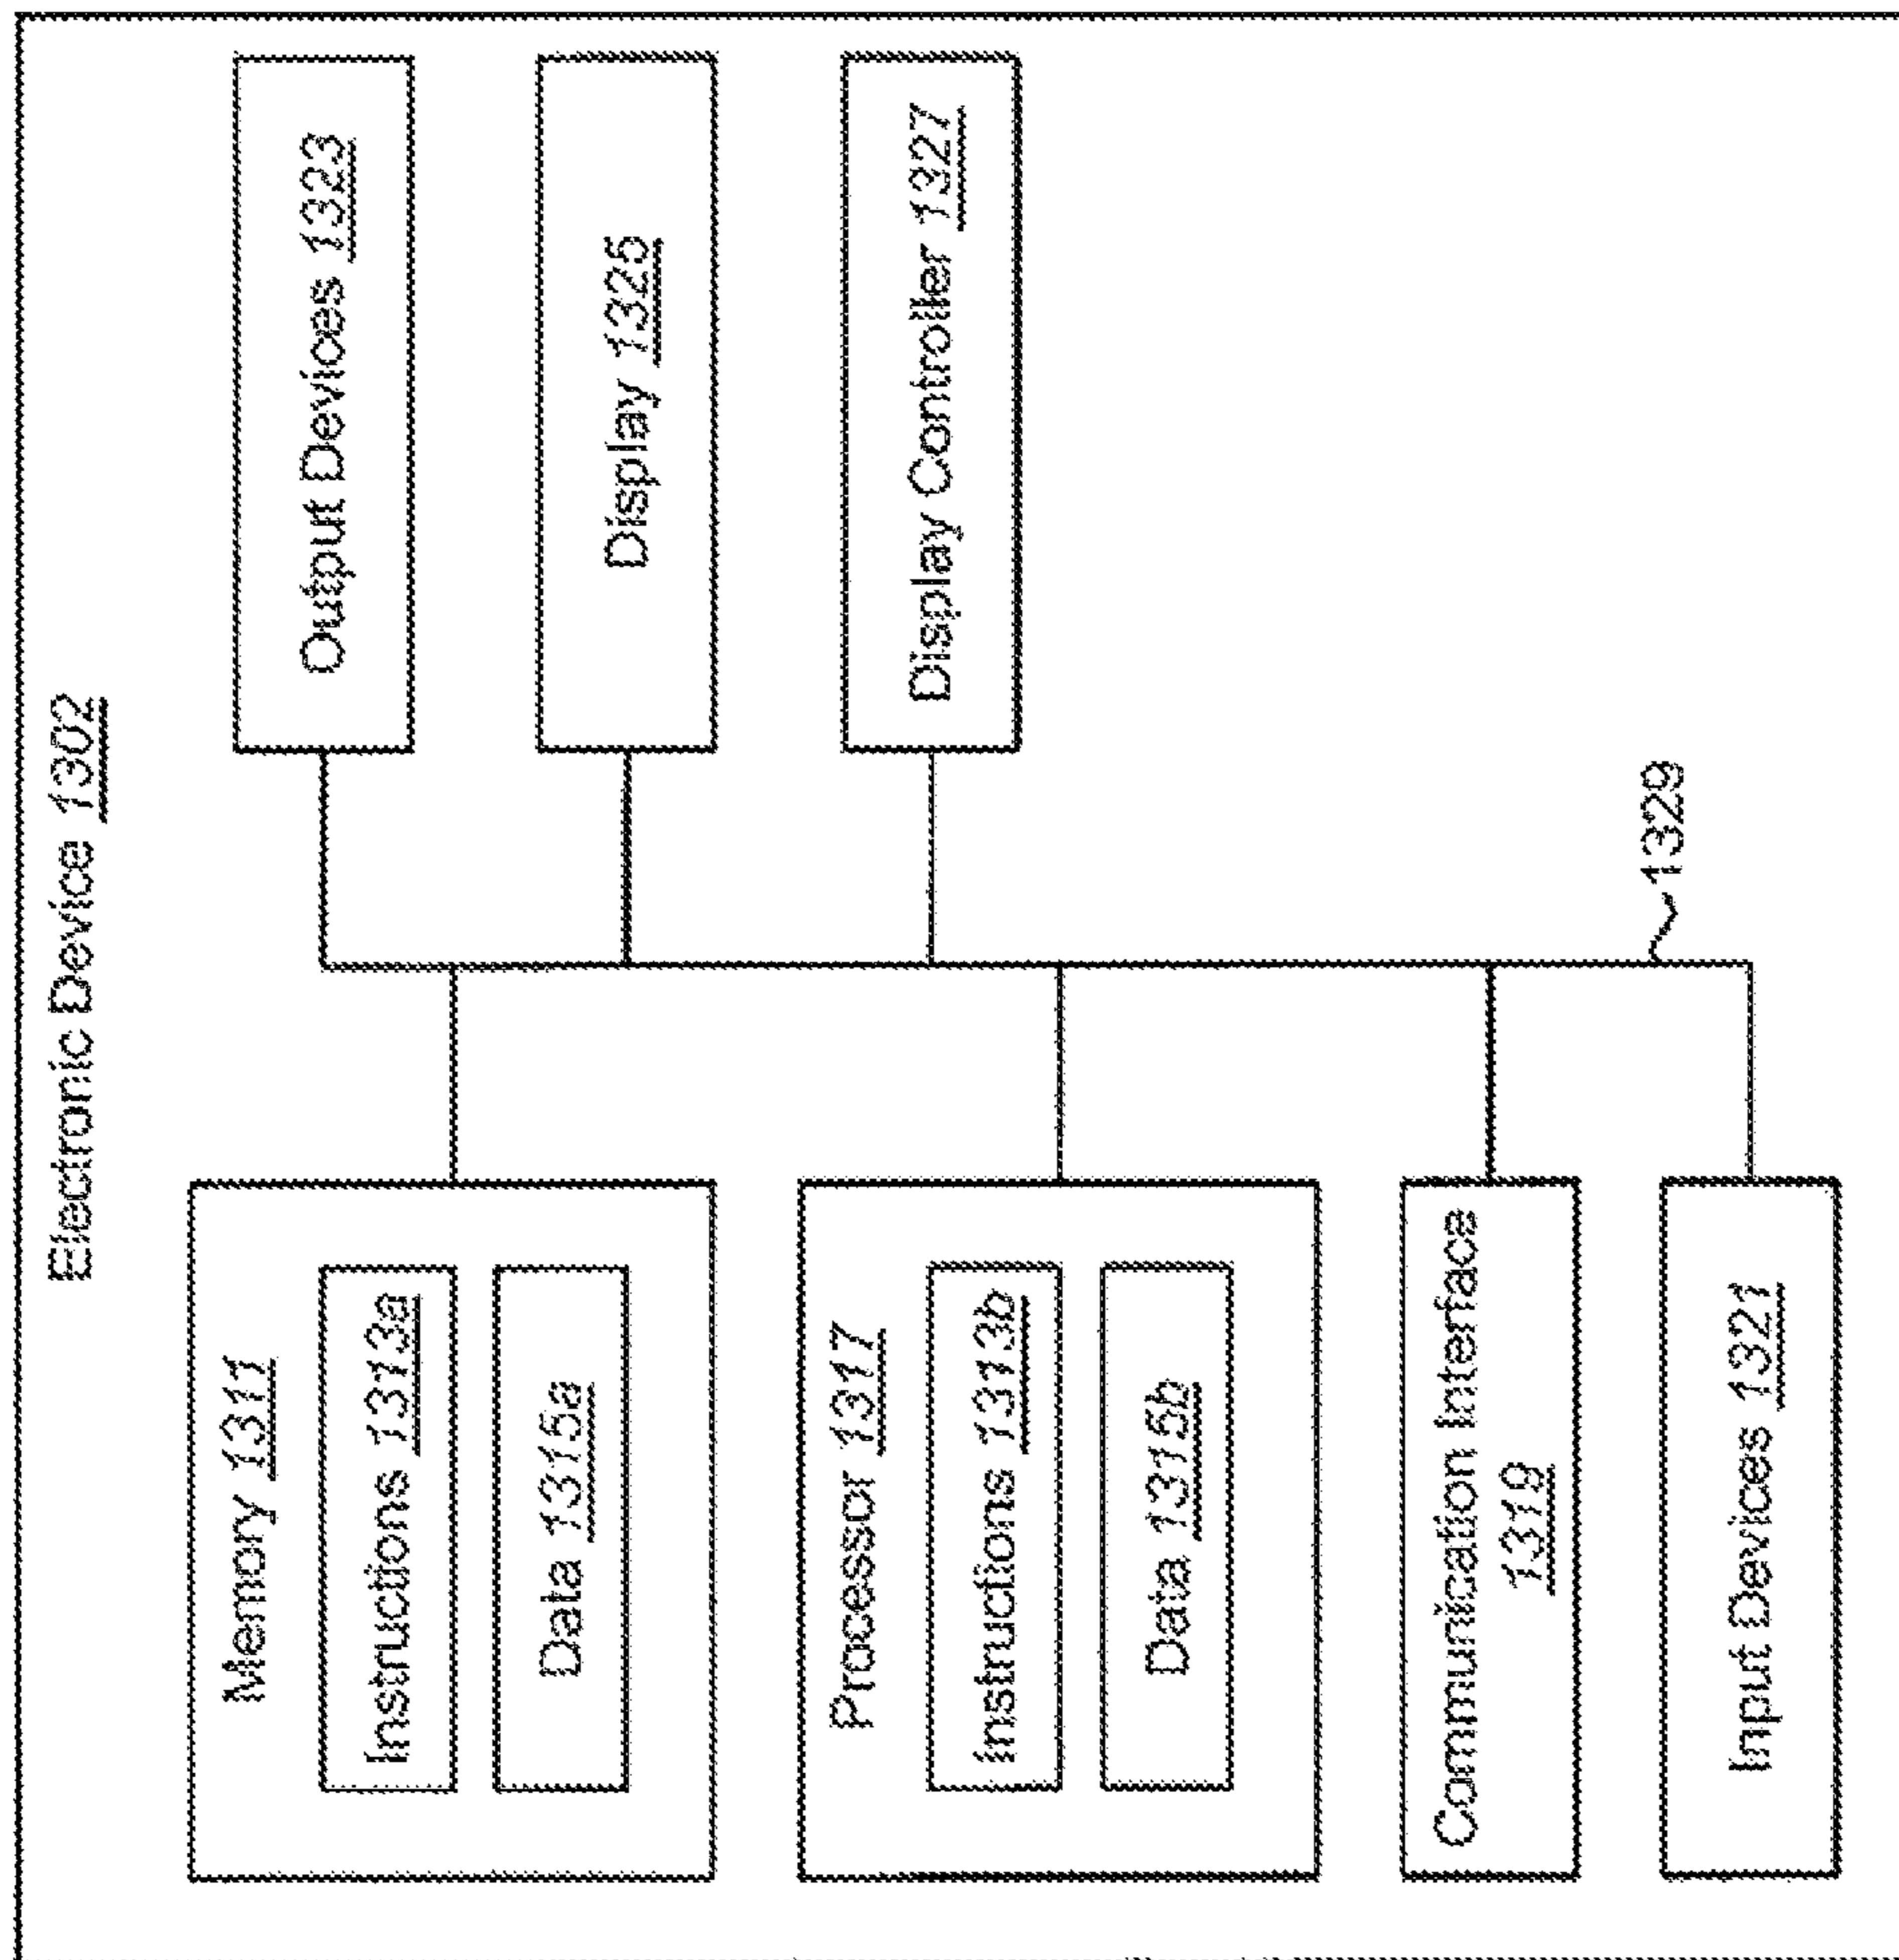 Electronic Device 1302
Memory 1311
Instructions 1313a
Data 1315a
Processor 1317
Instructions 1313b
Data 1315b
Communication Interface
1319
Input Devices 1321
Output Devices 1323
Display 1325
Display Controller 1327
1329